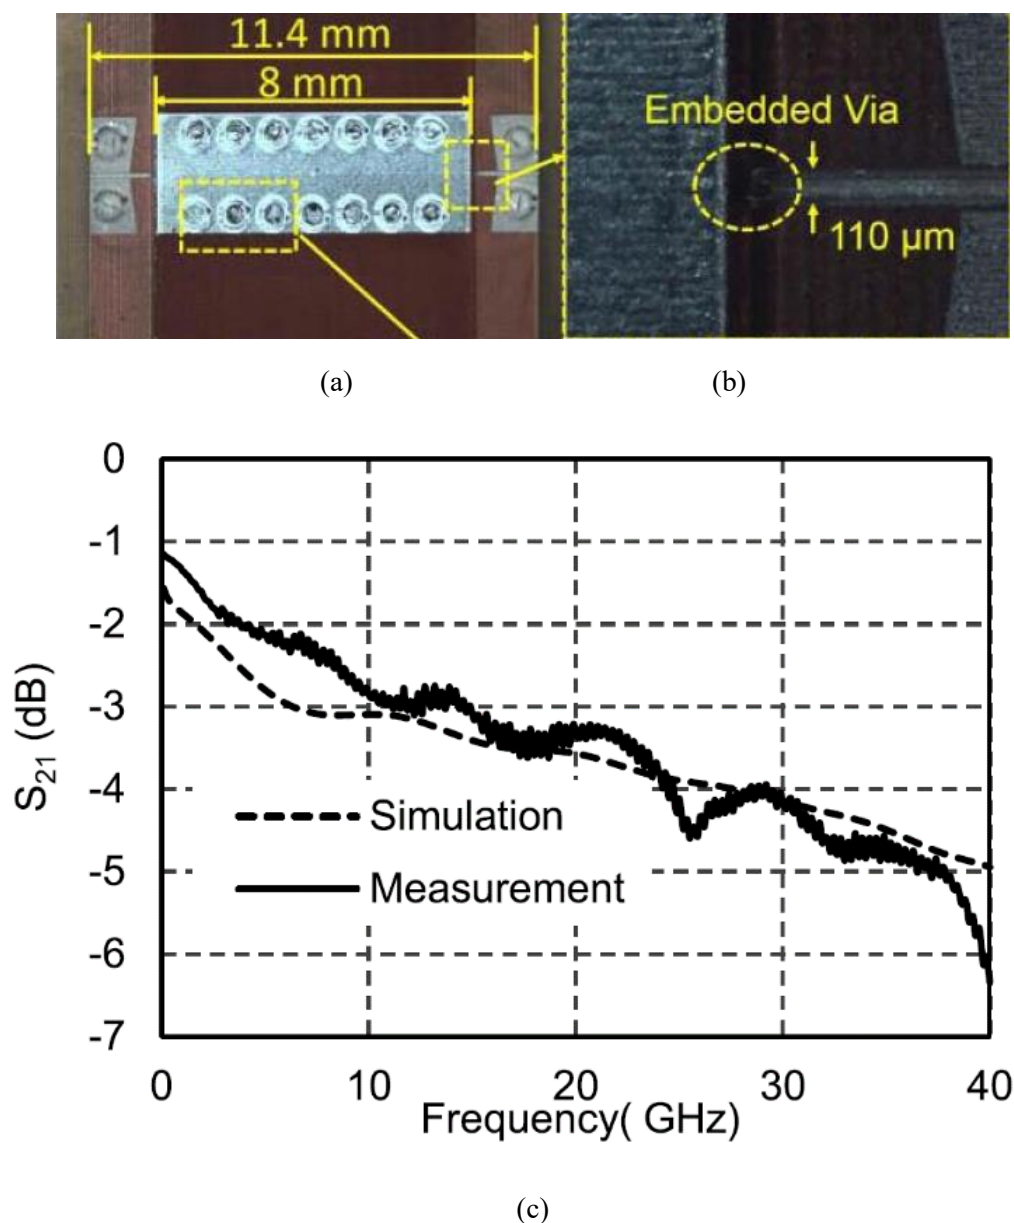 11.4 mm
8 mm
Embedded Via
110 µm
(a)
(b)
0
-1
-2
-3
-4
-5
-6
-7
S21 (dB)
Simulation
Measurement
0 10 20 30 40
Frequency( GHz)
(c)